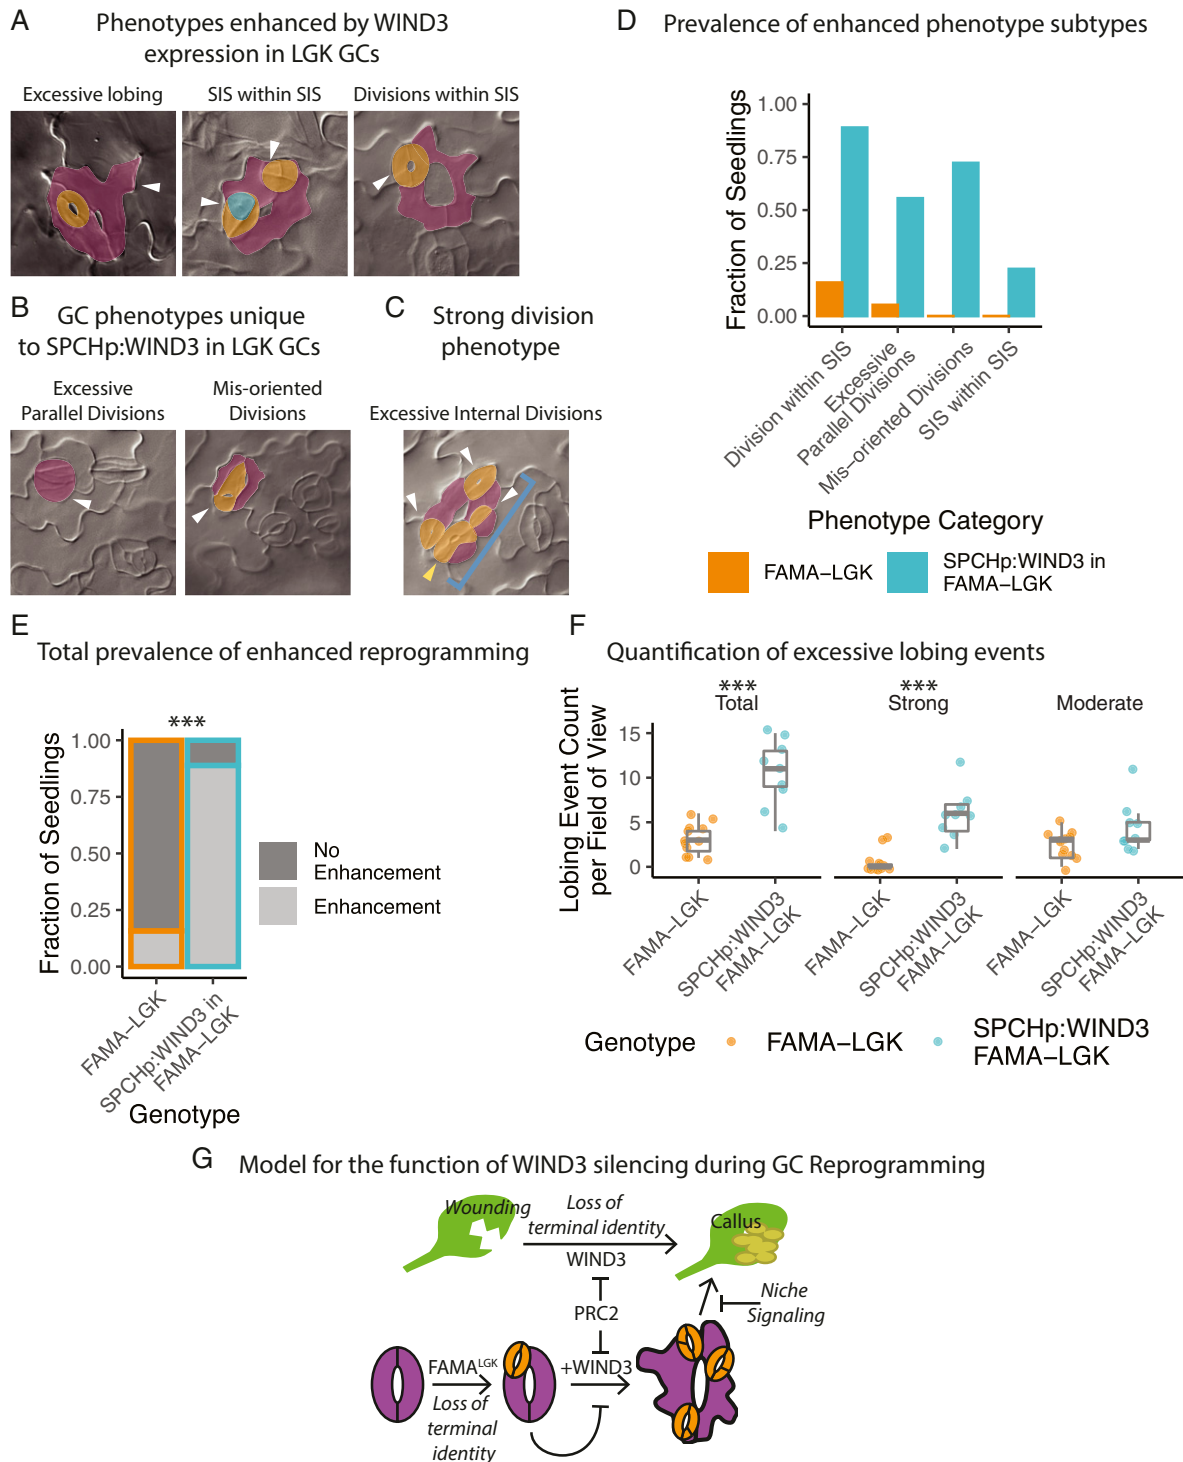 A
Phenotypes enhanced by WIND3
expression in LGK GCs
Excessive lobing
SIS within SIS
Divisions within SIS
B
GC phenotypes unique
to SPCHp:WIND3 in LGK GCs
Excessive
Parallel Divisions
Mis-oriented
Divisions
C
Strong division
phenotype
Excessive Internal Divisions
D
Prevalence of enhanced phenotype subtypes
Fraction of Seedlings
1.00
0.75
0.50
0.25
0.00
Division within SIS
Excessive
Parallel Divisions
Mis-oriented Divisions
SIS within SIS
Phenotype Category
FAMA-LGK
SPCHp:WIND3 in
FAMA-LGK
E
Total prevalence of enhanced reprogramming
***
Fraction of Seedlings
1.00
0.75
0.50
0.25
0.00
FAMA-LGK
SPCHp:WIND3 in
FAMA-LGK
Genotype
No
Enhancement
Enhancement
F
Quantification of excessive lobing events
***
Total
***
Strong
Moderate
Lobing Event Count
per Field of View
15
10
5
0
FAMA-LGK
SPCHp:WIND3
FAMA-LGK
FAMA-LGK
SPCHp:WIND3
FAMA-LGK
FAMA-LGK
SPCHp:WIND3
FAMA-LGK
Genotype
FAMA-LGK
SPCHp:WIND3
FAMA-LGK
G
Model for the function of WIND3 silencing during GC Reprogramming
Wounding
Loss of
terminal identity
WIND3
Callus
PRC2
Niche
Signaling
FAMA^LGK
Loss of
terminal
identity
+WIND3